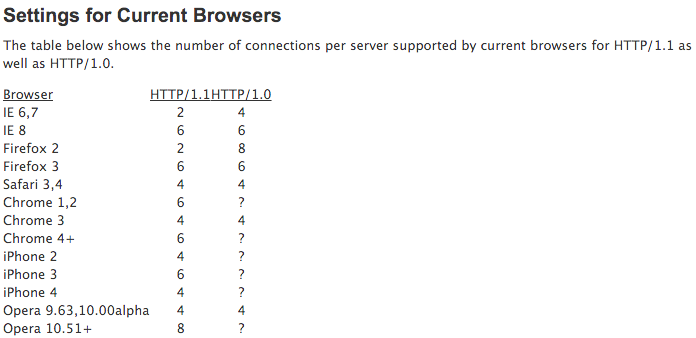 Settings for Current Browsers
The table below shows the number of connections per server supported by current browsers for HTTP/1.1 as
well as HTTP/1.0.
Browser HTTP/1.1 HTTP/1.0
IE 6,7 2 4
IE 8 6 6
Firefox 2 2 8
Firefox 3 6 6
Safari 3,4 4 4
Chrome 1,2 6 ?
Chrome 3 4 4
Chrome 4+ 6 ?
iPhone 2 4 ?
iPhone 3 6 ?
iPhone 4 4 ?
Opera 9.63,10.00alpha 4 4
Opera 10.51+ 8 ?